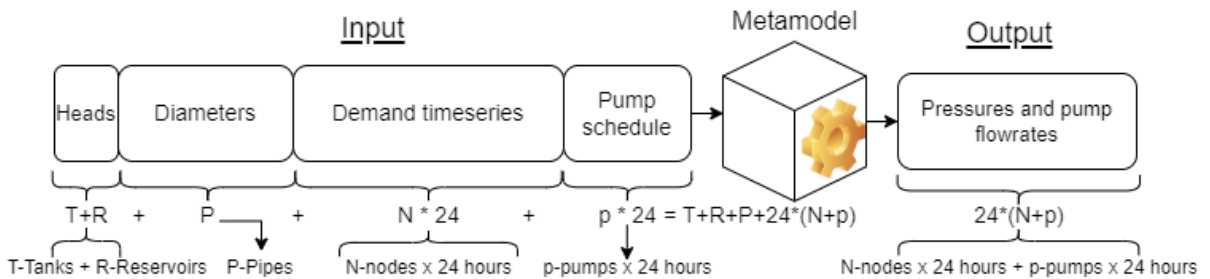 Input
Metamodel
Output
Heads
Diameters
Demand timeseries
Pump
schedule
Pressures and pump
flowrates
T+R + P + N * 24 + p * 24 = T+R+P+24*(N+p)
24*(N+p)
T-Tanks + R-Reservoirs
P-Pipes
N-nodes x 24 hours
p-pumps x 24 hours
N-nodes x 24 hours + p-pumps x 24 hours